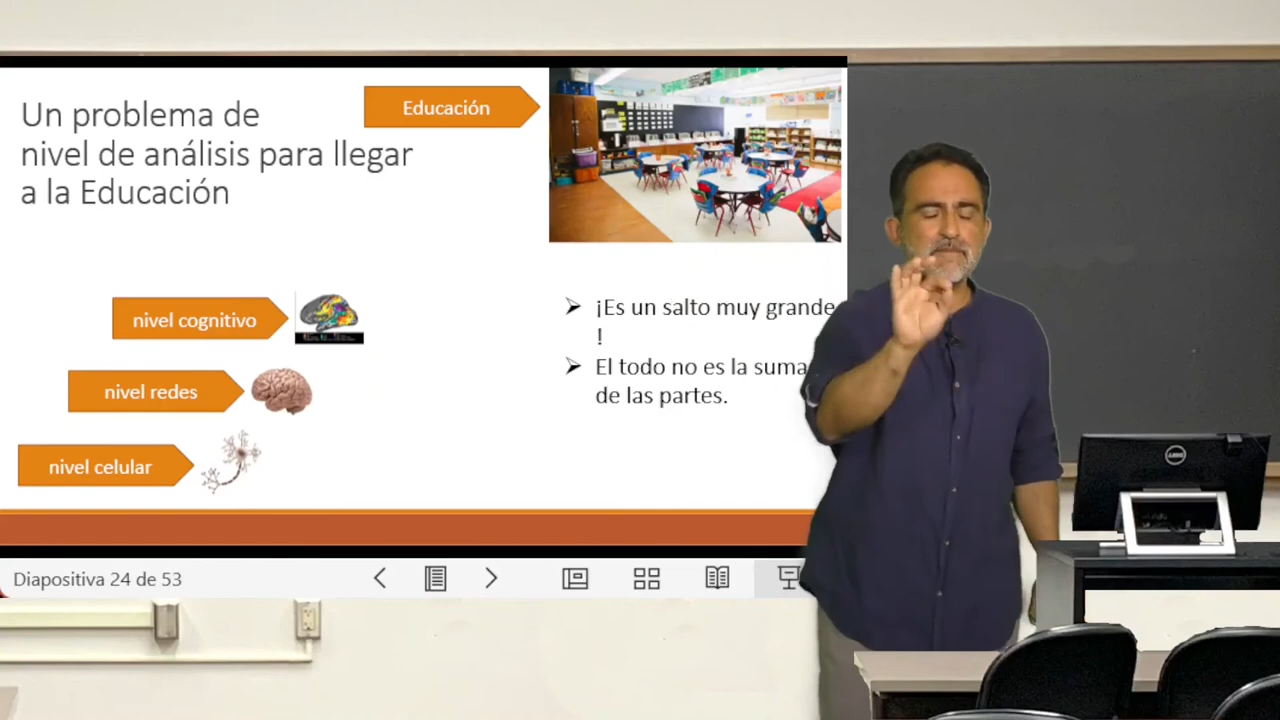 Un problema de
nivel de análisis para llegar
a la Educación
Educación
nivel cognitivo
nivel redes
nivel celular
¡Es un salto muy grande
!
El todo no es la suma
de las partes.
Diapositiva 24 de 53